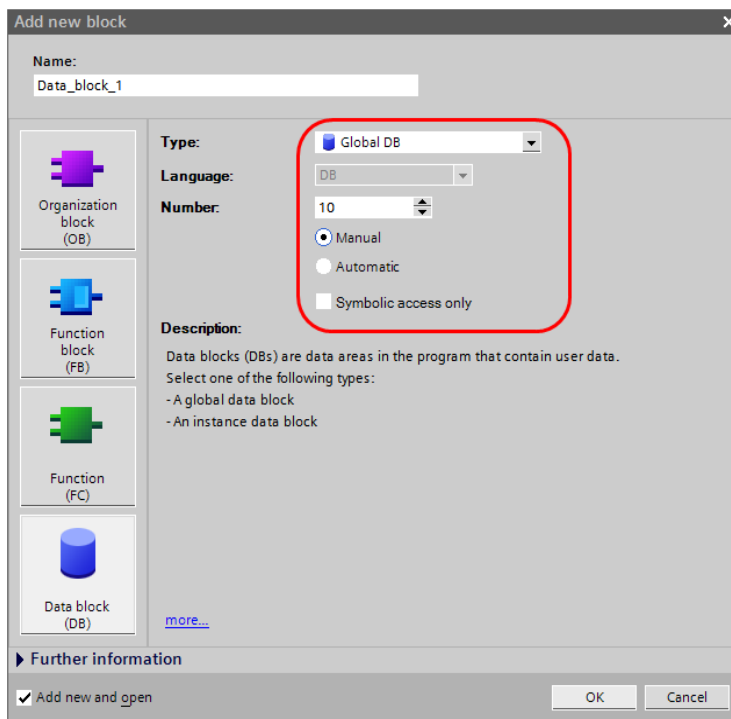 Add new block
Name:
Data_block_1
Organization
block
(OB)
Function
block
(FB)
Function
(FC)
Data block
(DB)
Type:
Global DB
Language:
DB
Number:
10
Manual
Automatic
Symbolic access only
Description:
Data blocks (DBs) are data areas in the program that contain user data.
Select one of the following types:
- A global data block
- An instance data block
more...
Further information
Add new and open
OK
Cancel